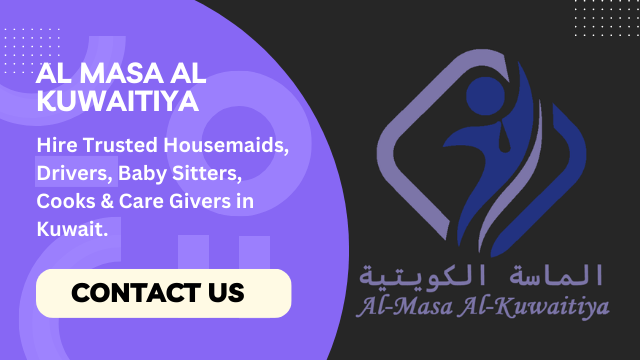 AL MASA AL
KUWAITIYA
Hire Trusted Housemaids,
Drivers, Baby Sitters,
Cooks & Care Givers in
Kuwait.
CONTACT US
الماسة الكويتية
Al-Masa Al-Kuwaitiya